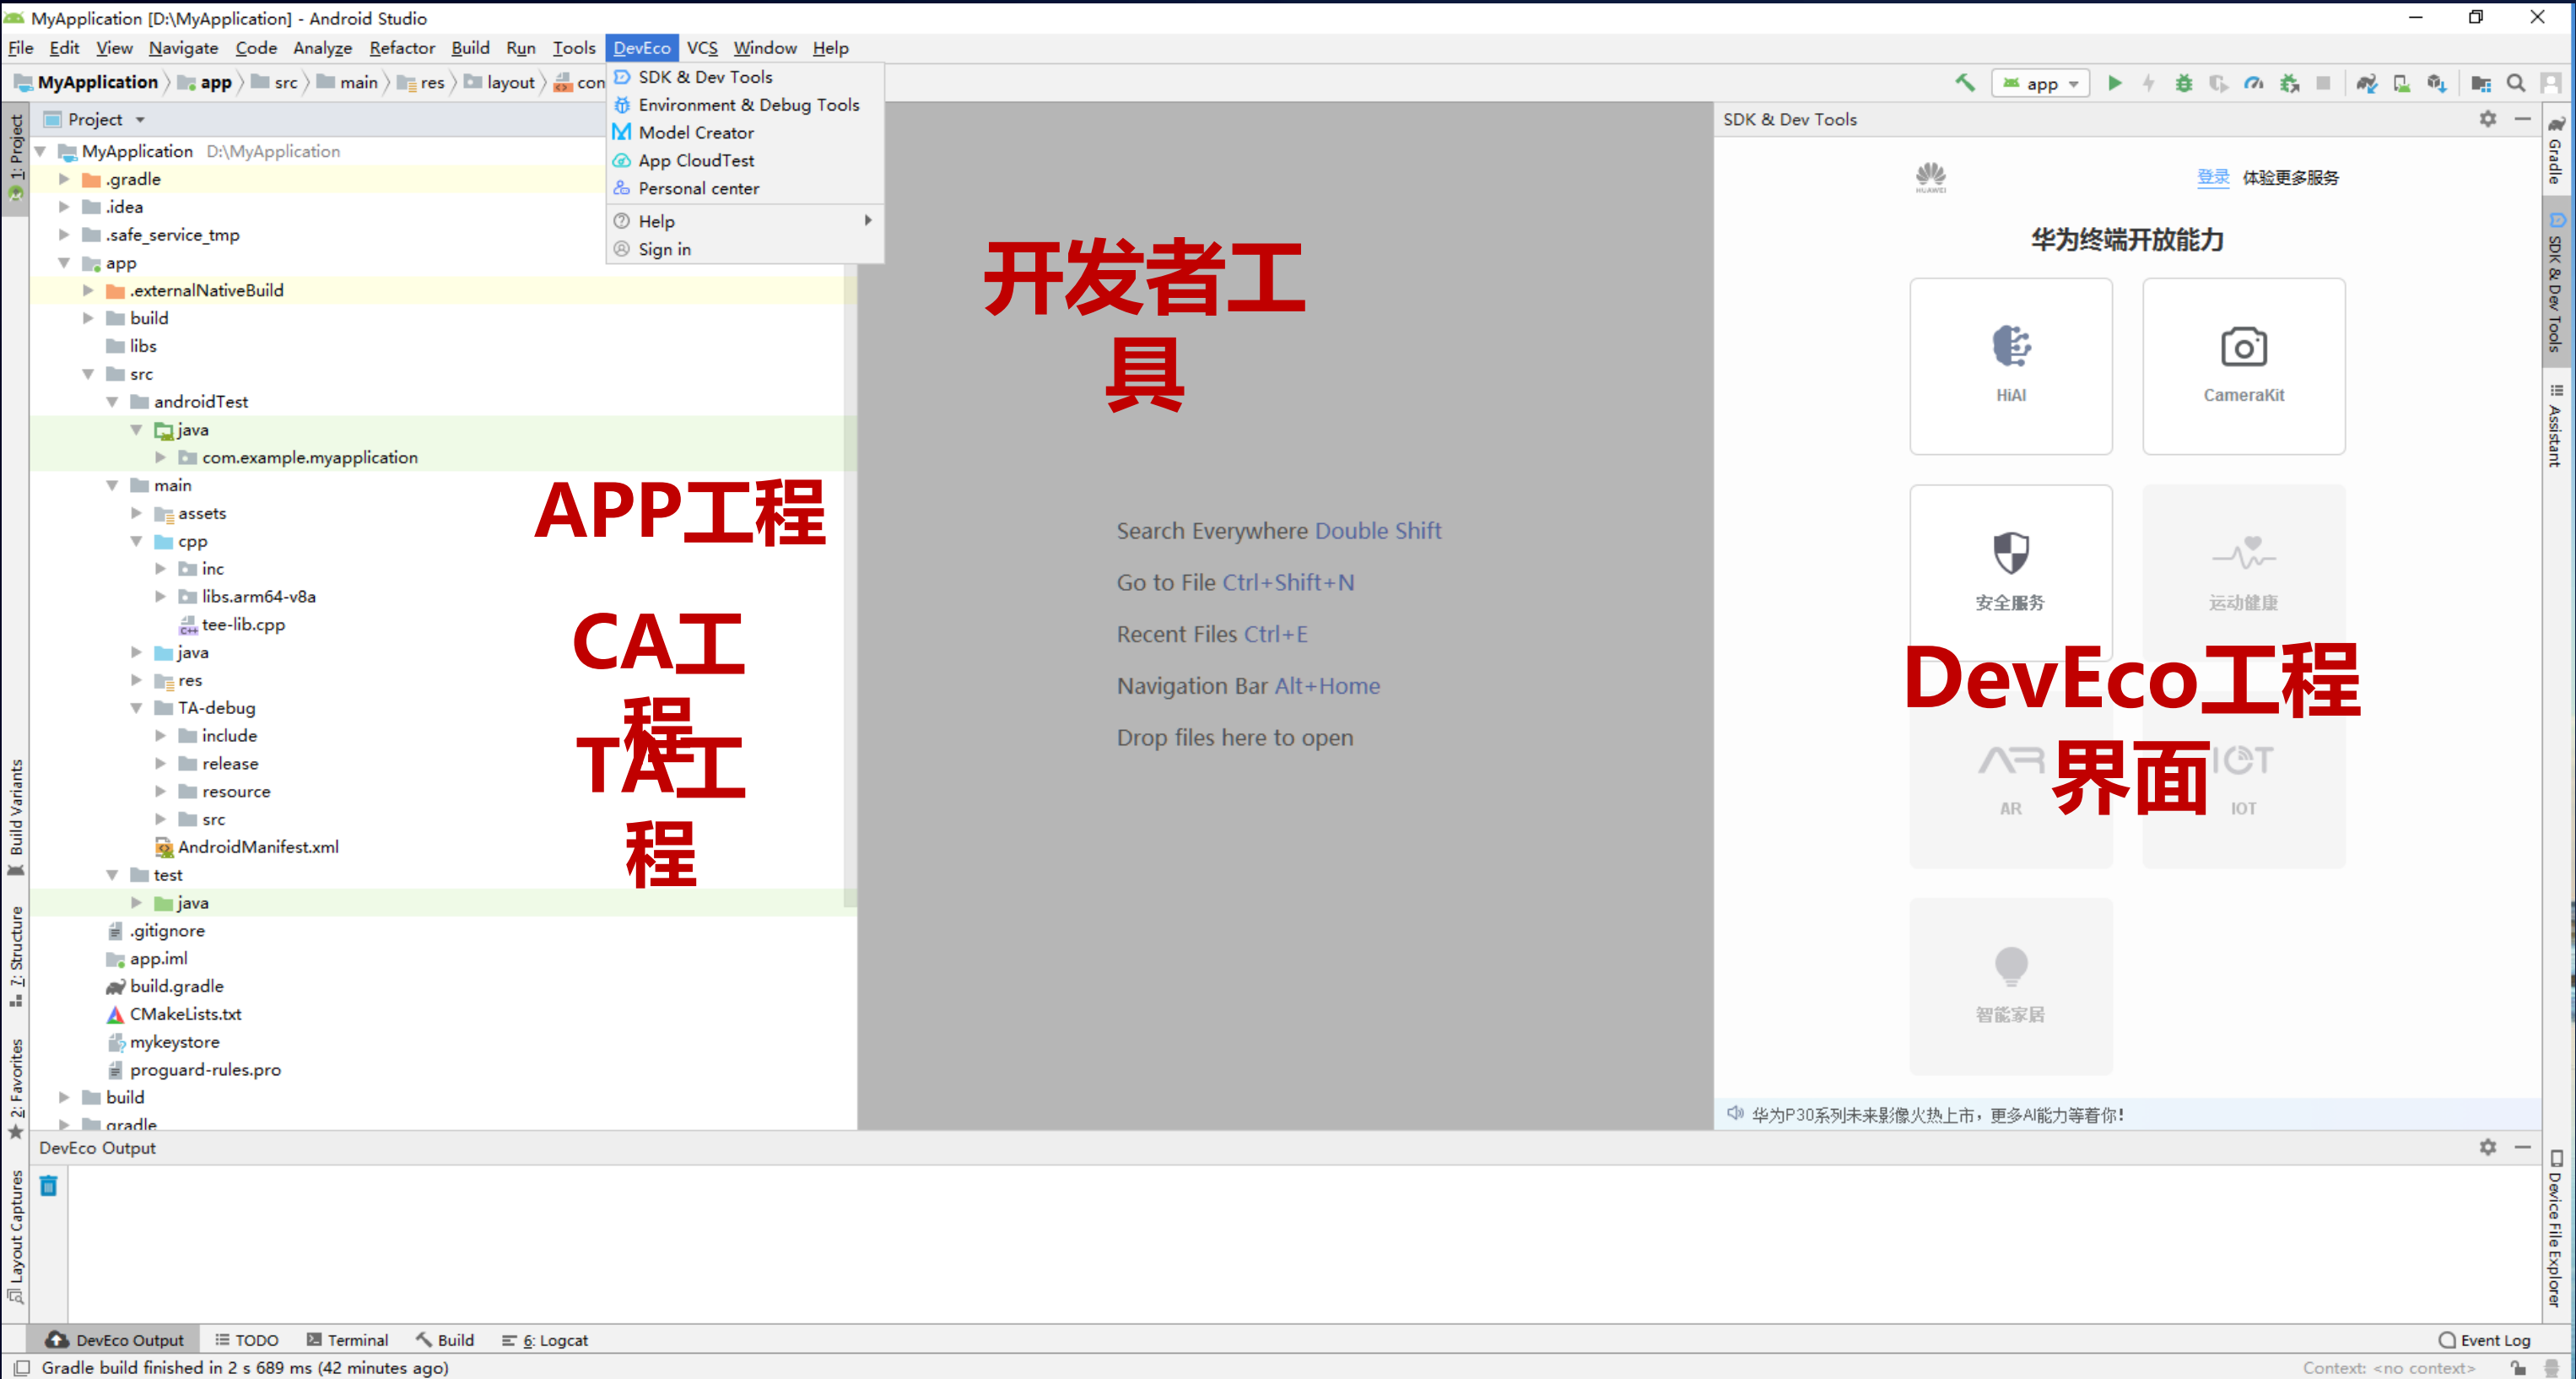 MyApplication [D:\MyApplication] - Android Studio
File Edit View Navigate Code Analyze Refactor Build Run Tools DevEco VCS Window Help
MyApplication app src main res layout con
app
SDK & Dev Tools
Environment & Debug Tools
Model Creator
App CloudTest
Personal center
Help
Sign in
1: Project
Build Variants
7: Structure
2: Favorites
Layout Captures
Project
MyApplication D:\MyApplication
.gradle
.idea
.safe_service_tmp
app
.externalNativeBuild
build
libs
src
androidTest
java
com.example.myapplication
main
assets
cpp
inc
libs.arm64-v8a
tee-lib.cpp
java
res
TA-debug
include
release
resource
src
AndroidManifest.xml
test
java
.gitignore
app.iml
build.gradle
CMakeLists.txt
mykeystore
proguard-rules.pro
build
gradle
APP工程
CA工
程
TA工
程
开发者工
具
Search Everywhere Double Shift
Go to File Ctrl+Shift+N
Recent Files Ctrl+E
Navigation Bar Alt+Home
Drop files here to open
SDK & Dev Tools
HUAWEI
登录 体验更多服务
华为终端开放能力
HiAI
CameraKit
安全服务
运动健康
DevEco工程
界面
AR
IOT
AR
IOT
智能家居
华为P30系列未来影像火热上市，更多AI能力等着你!
Gradle
SDK & Dev Tools
Assistant
Device File Explorer
DevEco Output
DevEco Output TODO Terminal Build 6: Logcat
Event Log
Gradle build finished in 2 s 689 ms (42 minutes ago)
Context: <no context>